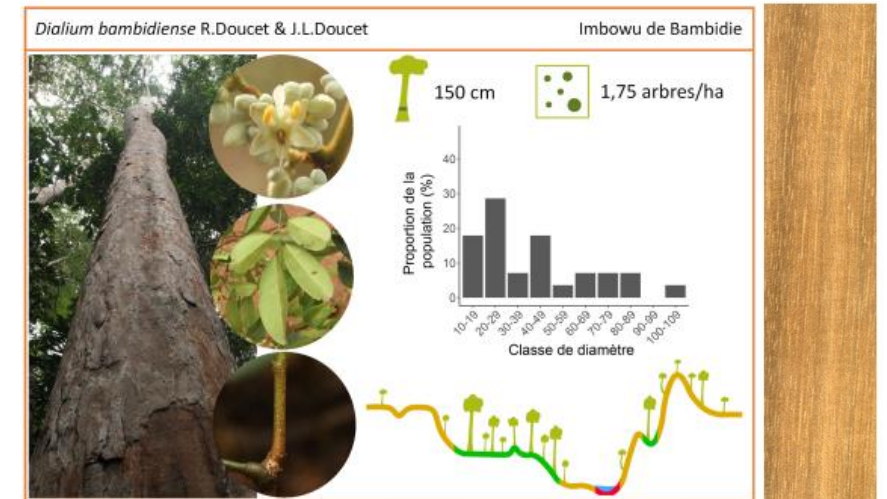 Dialium bambidiense R.Doucet & J.L.Doucet
Imbowu de Bambidie
150 cm
1,75 arbres/ha
Proportion de la
population (%)
40
30
20
10
0
10-19
20-29
30-39
40-49
50-59
60-69
70-79
80-89
90-99
100-109
Classe de diamètre